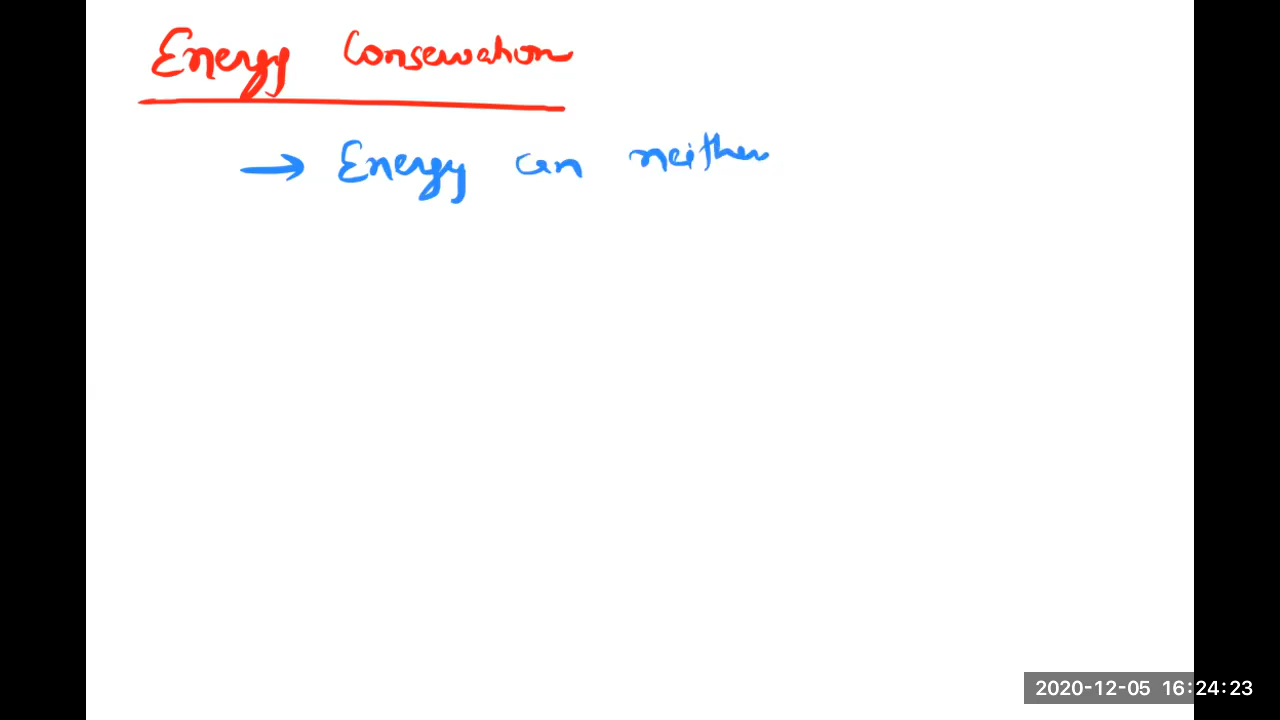 Energy Conservation
→ Energy can neither
2020-12-05 16:24:23